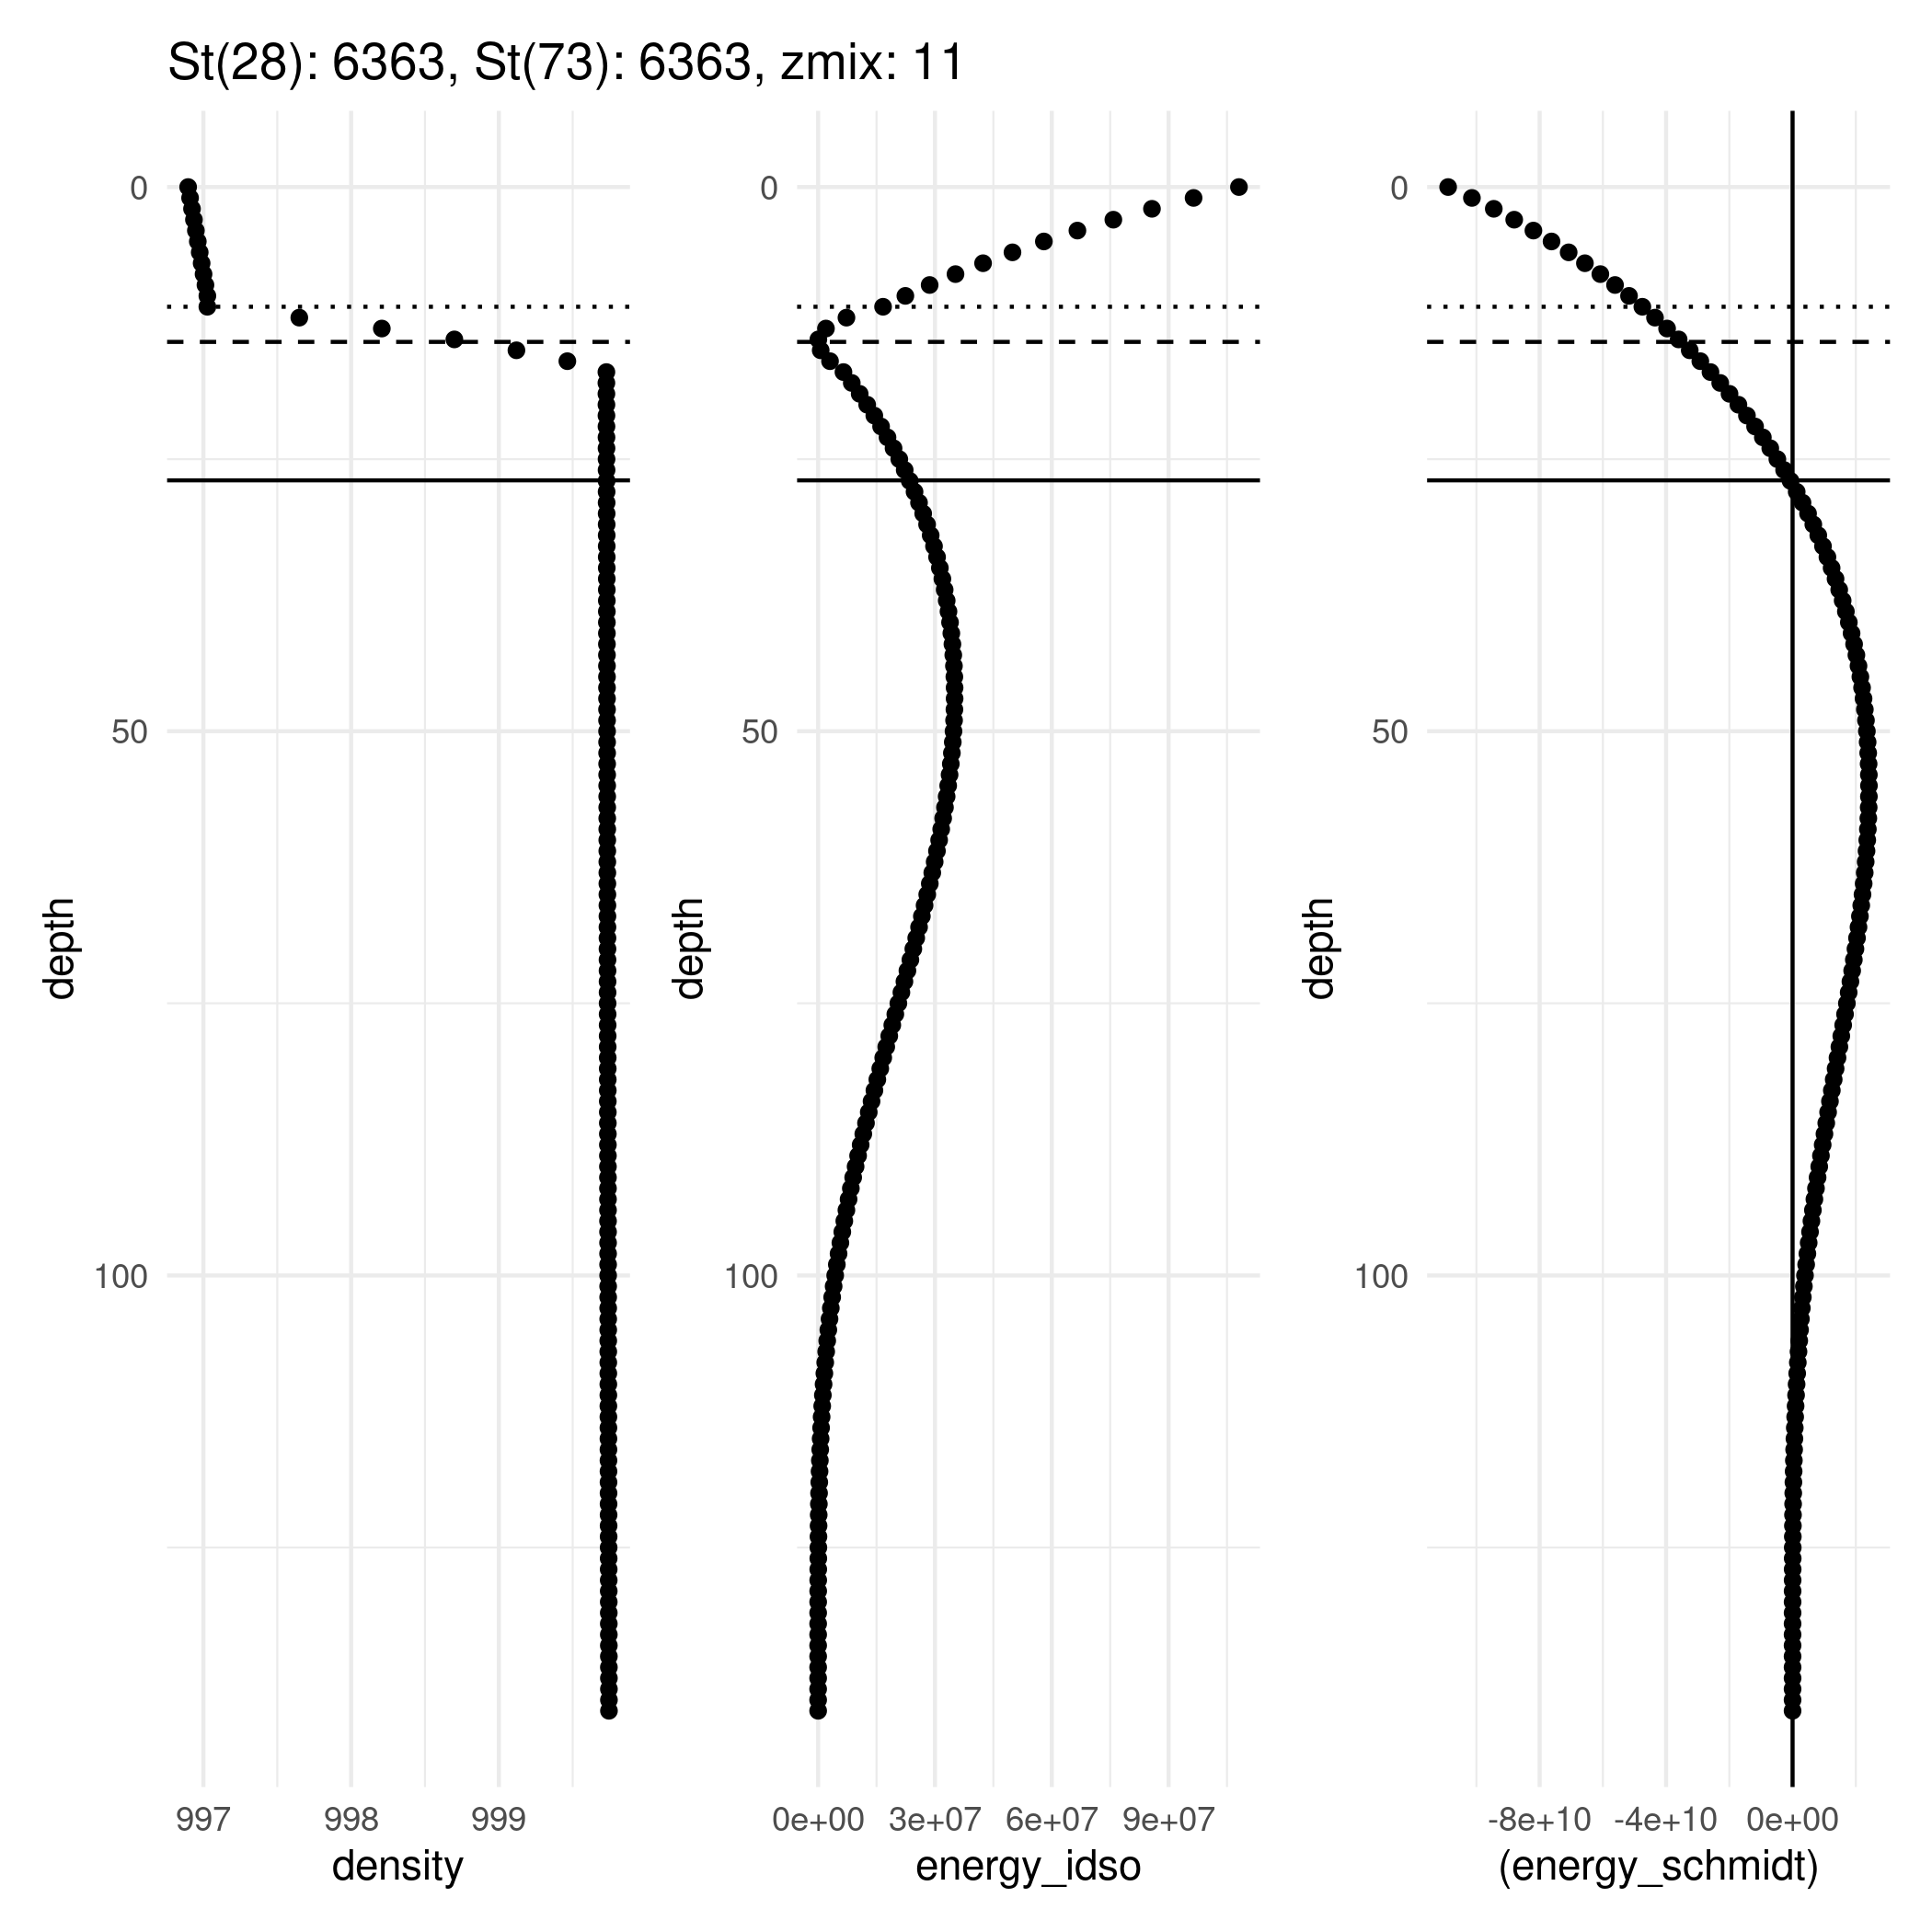 St(28): 6363, St(73): 6363, zmix: 11
0
50
100
depth
997 998 999
density
0
50
100
depth
0e+00 3e+07 6e+07 9e+07
energy_idso
0
50
100
depth
-8e+10 -4e+10 0e+00
(energy_schmidt)